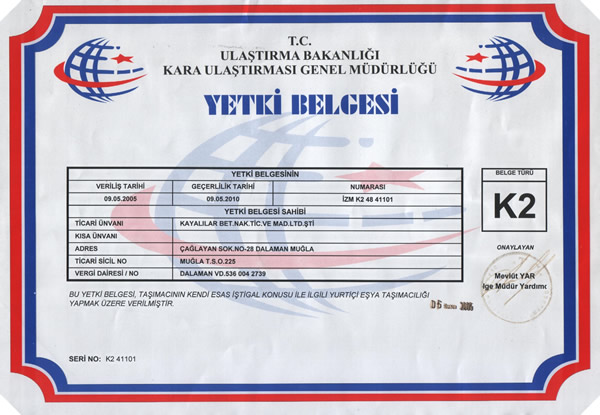 T.C.
ULAŞTIRMA BAKANLIĞI
KARA ULAŞTIRMASI GENEL MÜDÜRLÜĞÜ
YETKİ BELGESİ
YETKİ BELGESİNİN
VERİLİŞ TARİHİ GEÇERLİLİK TARİHİ NUMARASI
09.05.2005 09.05.2010 İZM K2 48 41101
YETKİ BELGESİ SAHİBİ
TİCARİ ÜNVANI KAYALILAR BET.NAK.TİC.VE MAD.LTD.ŞTİ
KISA ÜNVANI
ADRES ÇAĞLAYAN SOK.NO-28 DALAMAN MUĞLA
TİCARİ SİCİL NO MUĞLA T.S.O.225
VERGİ DAİRESİ / NO DALAMAN VD.536 004 2739
BELGE TÜRÜ
K2
ONAYLAYAN
Mevlüt YAR
lge Müdür Yardımc
BU YETKİ BELGESİ, TAŞIMACININ KENDİ ESAS İŞTİGAL KONUSU İLE İLGİLİ YURTİÇİ EŞYA TAŞIMACILIĞI
YAPMAK ÜZERE VERİLMİŞTİR.
SERİ NO: K2 41101